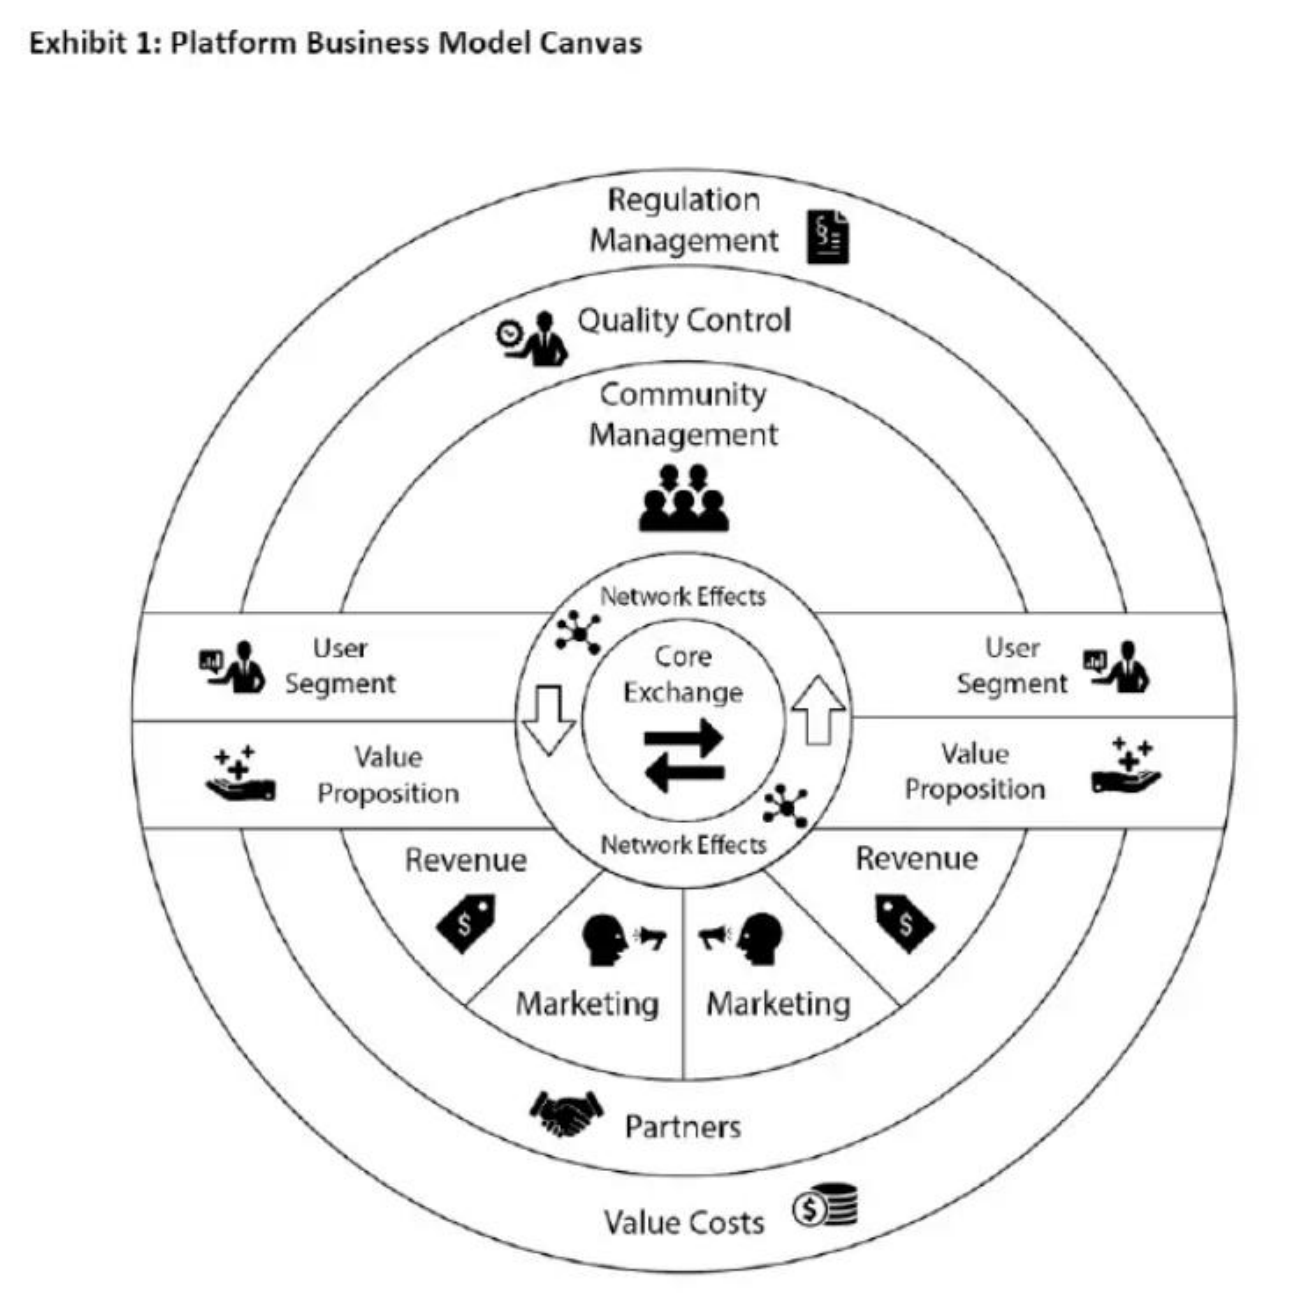 Exhibit 1: Platform Business Model Canvas
Regulation
Management
Quality Control
Community
Management
Network Effects
Core
Exchange
User
Segment
User
Segment
Value
Proposition
Value
Proposition
Network Effects
Revenue
$
Revenue
$
Marketing
Marketing
Partners
Value Costs
$